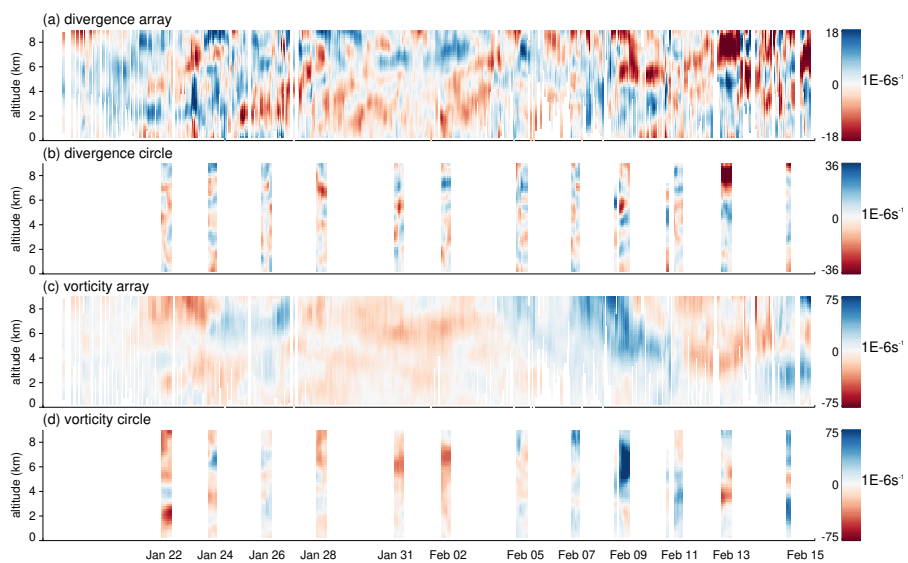 (a) divergence array
altitude (km)
8
6
4
2
0
18
0
-18
1E-6s⁻¹
(b) divergence circle
altitude (km)
8
6
4
2
0
36
0
-36
1E-6s⁻¹
(c) vorticity array
altitude (km)
8
6
4
2
0
75
0
-75
1E-6s⁻¹
(d) vorticity circle
altitude (km)
8
6
4
2
0
75
0
-75
1E-6s⁻¹
Jan 22 Jan 24 Jan 26 Jan 28 Jan 31 Feb 02 Feb 05 Feb 07 Feb 09 Feb 11 Feb 13 Feb 15